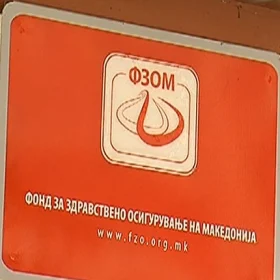 ФЗОМ
ФОНД ЗА ЗДРАВСТВЕНО ОСИГУРУВАЊЕ НА МАКЕДОНИЈА
www.fzo.org.mk